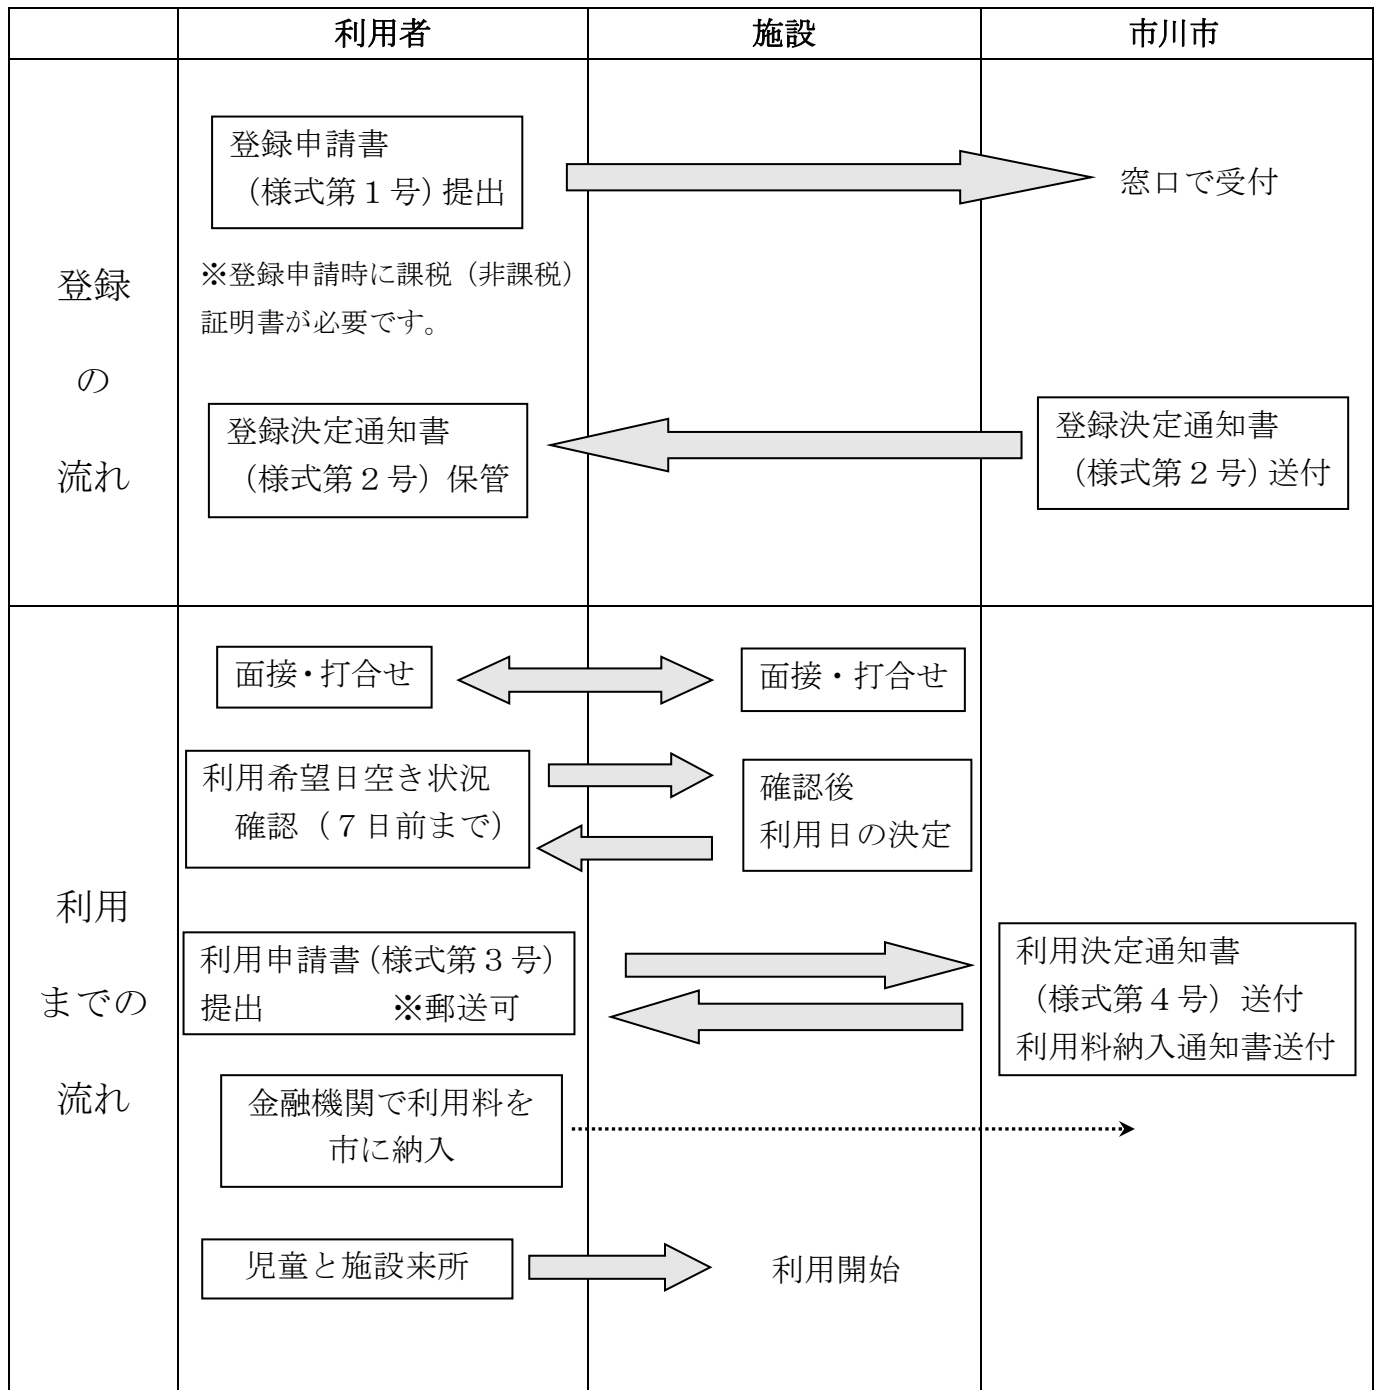 利用者
施設
市川市
登録
の
流れ
登録申請書
（様式第１号）提出
窓口で受付
※登録申請時に課税（非課税）
証明書が必要です。
登録決定通知書
（様式第２号）保管
登録決定通知書
（様式第２号）送付
利用
までの
流れ
面接・打合せ
面接・打合せ
利用希望日空き状況
確認（７日前まで）
確認後
利用日の決定
利用申請書（様式第３号）
提出　　　　※郵送可
利用決定通知書
（様式第４号）送付
利用料納入通知書送付
金融機関で利用料を
市に納入
児童と施設来所
利用開始